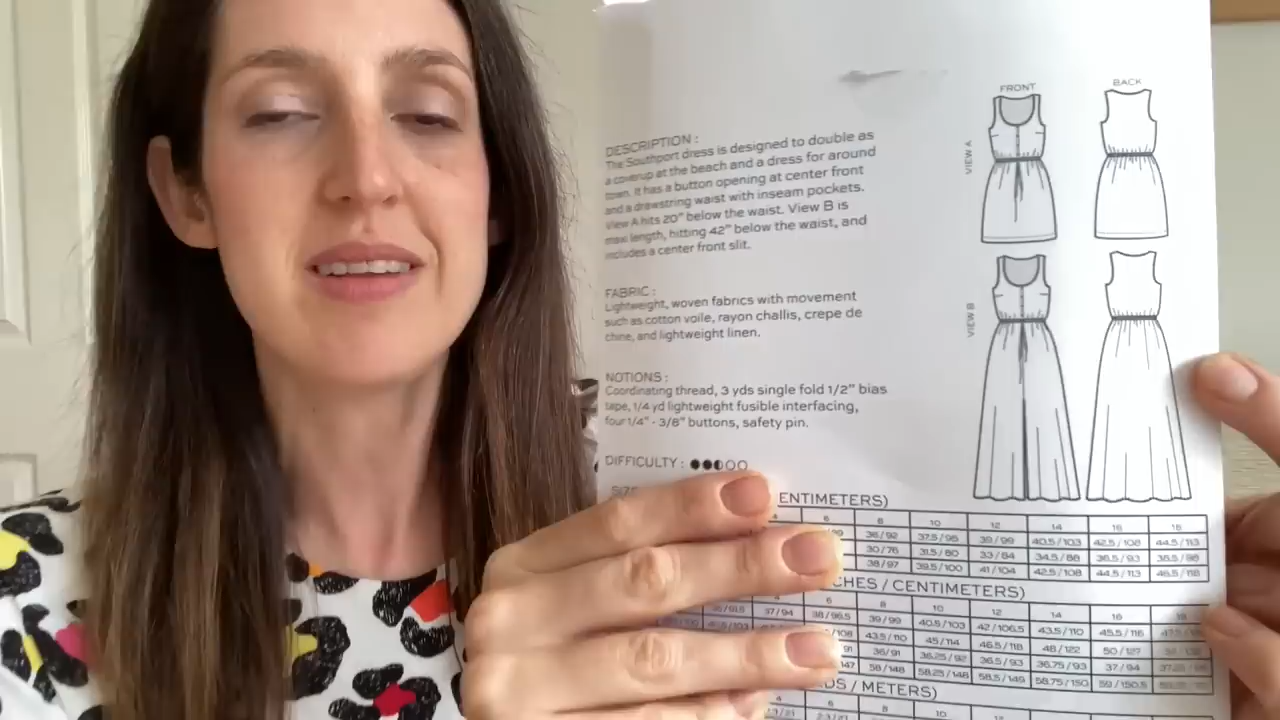 DESCRIPTION :
The Southport dress is designed to double as
a coverup at the beach and a dress for around
town. It has a button opening at center front
and a drawstring waist with inseam pockets.
View A hits 20" below the waist. View B is
maxi length, hitting 42" below the waist, and
includes a center front slit.
FABRIC :
Lightweight, woven fabrics with movement
such as cotton voile, rayon challis, crepe de
chine, and lightweight linen.
NOTIONS :
Coordinating thread, 3 yds single fold 1/2" bias
tape, 1/4 yd lightweight fusible interfacing,
four 1/4" - 3/8" buttons, safety pin.
DIFFICULTY :
FRONT BACK
VIEW A
VIEW B
ENTIMETERS)
4 6 8 10 12 14 16 18
36/92 37.5/95 39/99 40.5/103 42.5/108 44.5/113
30/76 31.5/80 33/84 34.5/88 36.5/93 38.5/98
38/97 39.5/100 41/104 42.5/108 44.5/113 46.5/118
CHES / CENTIMETERS)
4 6 8 10 12 14 16 18
37/94 38/96.5 39/99 40.5/103 42/106.5 43.5/110 45.5/116
/108 43.5/110 45/114 46.5/118 48/122 50/127
/91 36/91 36.25/92 36.5/93 36.75/93 37/94
/147 58/148 58.25/148 58.5/149 58.75/150 59/150.5
DS / METERS)
4 6 8 10